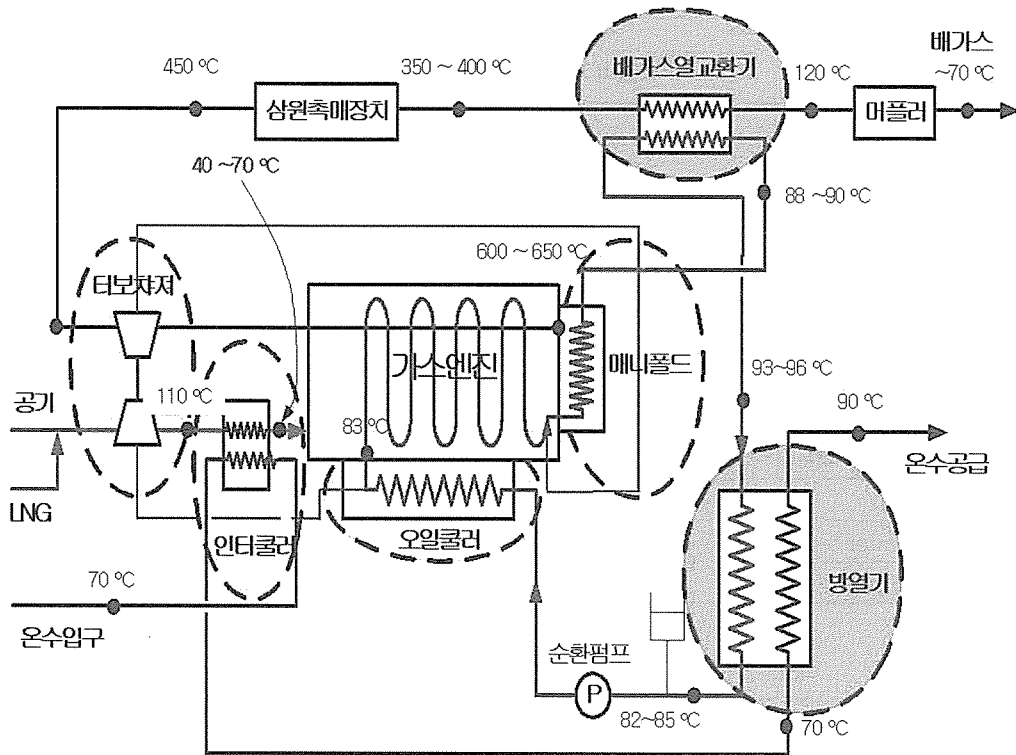 배가스
450 ℃
350 ~ 400 ℃
배가스열교환기
120 ℃
~70 ℃
삼원촉매장치
머플러
40 ~70 ℃
88 ~90 ℃
600 ~ 650 ℃
터보챠져
가스엔진
매니폴드
93~96 ℃
공기
110 ℃
83 ℃
90 ℃
온수공급
LNG
인터쿨러
오일쿨러
방열기
70 ℃
온수입구
순환펌프
P
82~85 ℃
70 ℃